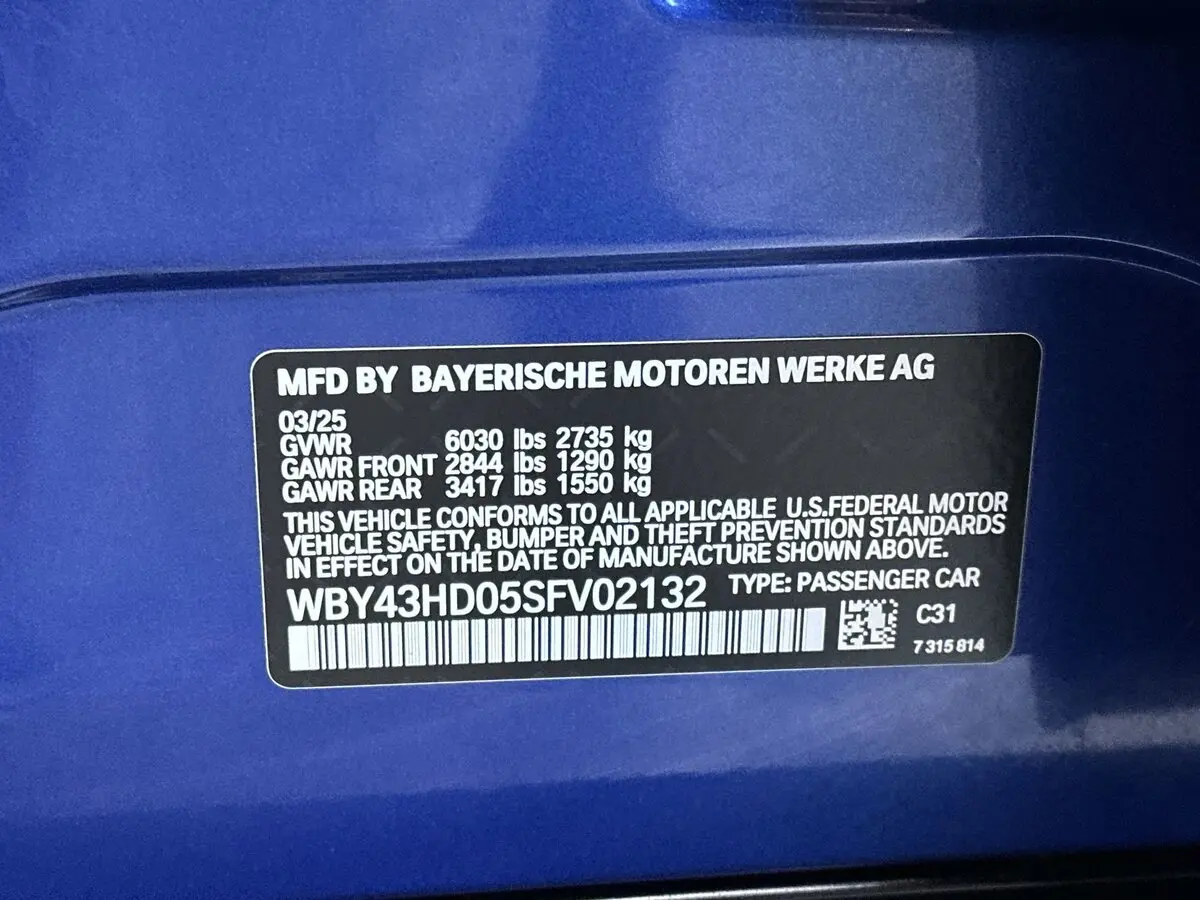 MFD BY BAYERISCHE MOTOREN WERKE AG
03/25
GVWR 6030 lbs 2735 kg
GAWR FRONT 2844 lbs 1290 kg
GAWR REAR 3417 lbs 1550 kg
THIS VEHICLE CONFORMS TO ALL APPLICABLE U.S.FEDERAL MOTOR
VEHICLE SAFETY, BUMPER AND THEFT PREVENTION STANDARDS
IN EFFECT ON THE DATE OF MANUFACTURE SHOWN ABOVE.
WBY43HD05SFV02132 TYPE: PASSENGER CAR
C31
7 315 814